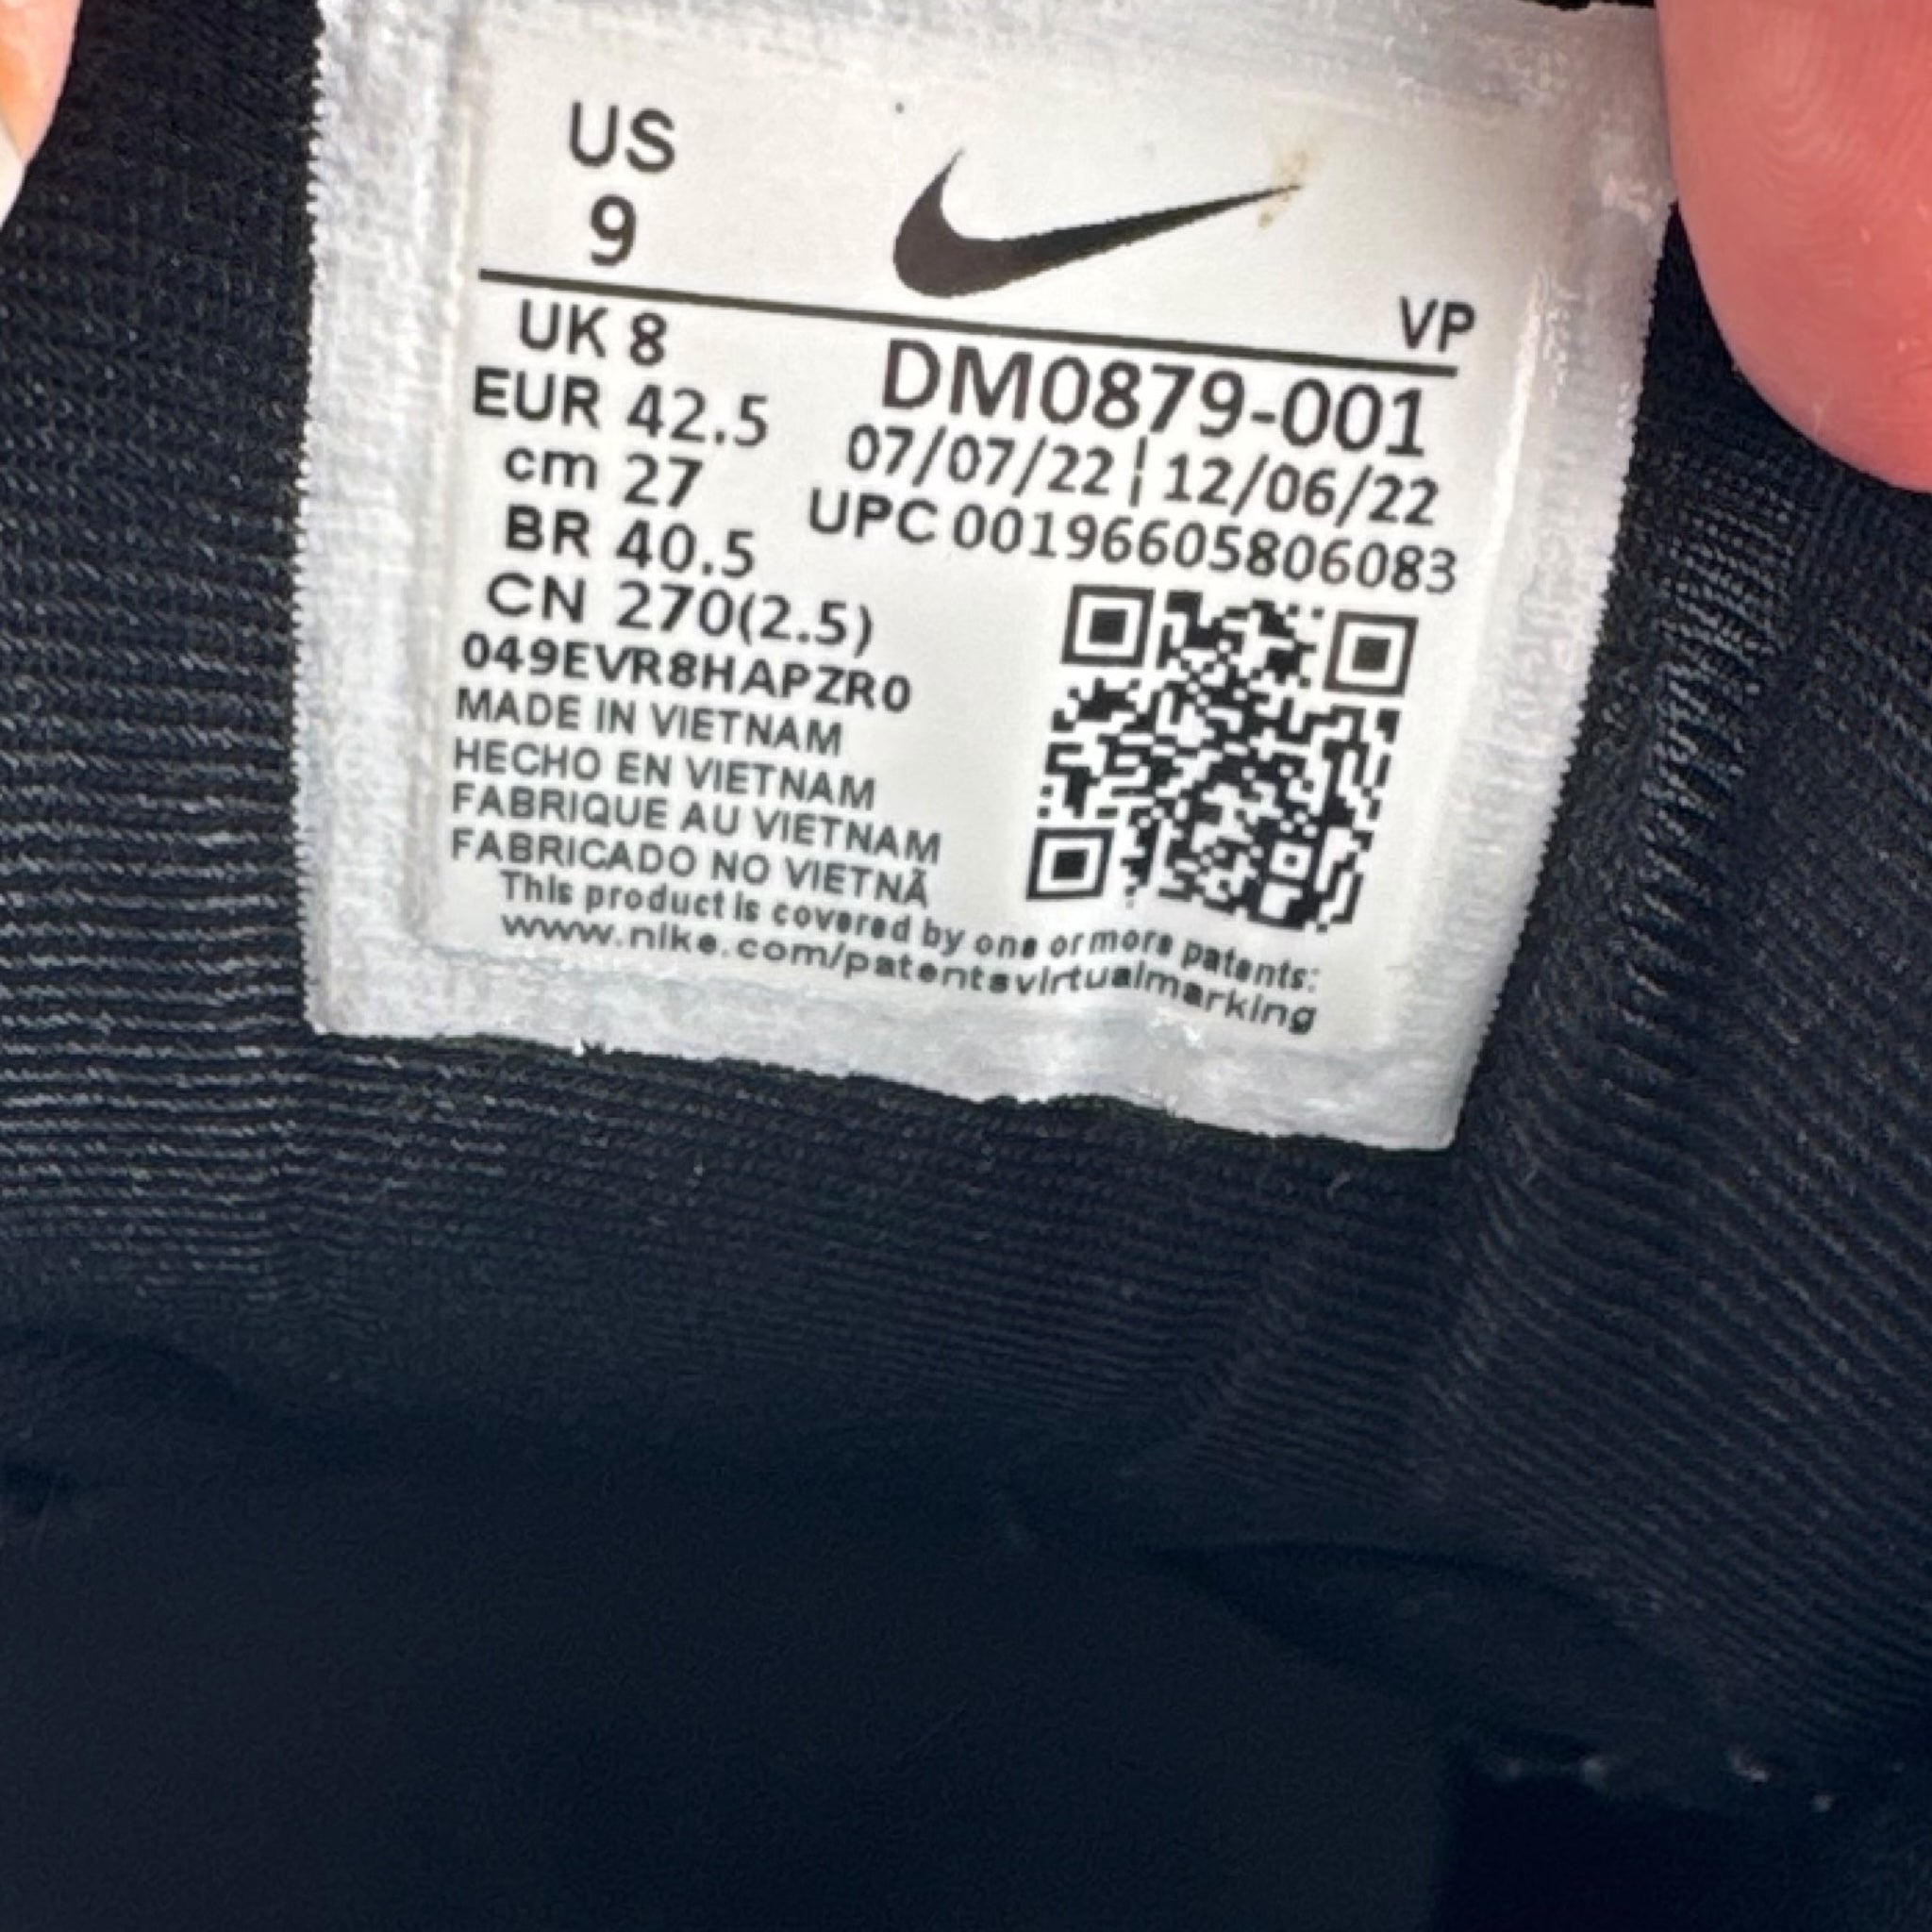 US
9
VP
UK 8
EUR 42.5
cm 27
BR 40.5
CN 270(2.5)
DM0879-001
07/07/22¦12/06/22
UPC 00196605806083
049EVR8HAPZR0
MADE IN VIETNAM
HECHO EN VIETNAM
FABRIQUE AU VIETNAM
FABRICADO NO VIETNÃ
This product is covered by one or more patents:
www.nike.com/patentsvirtualmarking